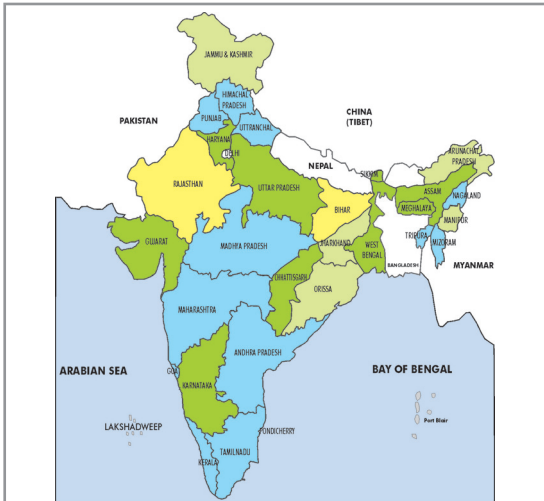 JAMMU & KASHMIR
HIMACHAL
PRADESH
PUNJAB
UTTRANCHAL
HARYANA
DELHI
PAKISTAN
CHINA
(TIBET)
NEPAL
ARUNACHAL
PRADESH
SIKKIM
RAJASTHAN
UTTAR PRADESH
BIHAR
ASSAM
NAGALAND
MEGHALAYA
MANIPUR
GUJARAT
MADHYA PRADESH
JHARKHAND
WEST
BENGAL
TRIPURA
MIZORAM
BANGLADESH
MYANMAR
CHHATTISGARH
ORISSA
MAHARASHTRA
ANDHRA PRADESH
ARABIAN SEA
GOA
KARNATAKA
BAY OF BENGAL
LAKSHADWEEP
PONDICHERRY
Port Blair
KERALA
TAMILNADU